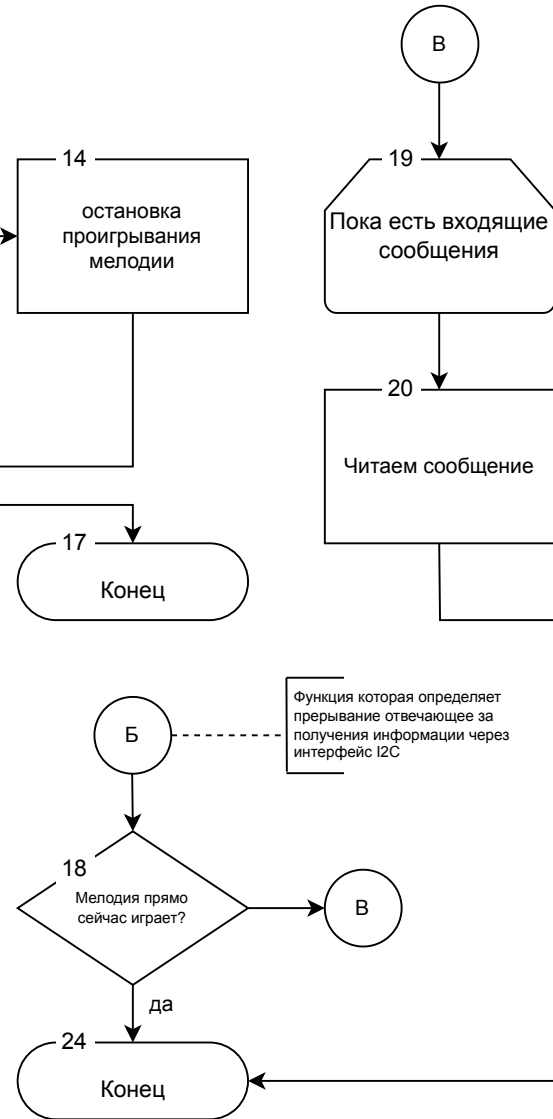 В
14
остановка
проигрывания
мелодии
19
Пока есть входящие
сообщения
20
Читаем сообщение
17
Конец
Б
Функция которая определяет
прерывание отвечающее за
получения информации через
интерфейс I2C
18
Мелодия прямо
сейчас играет?
В
да
24
Конец